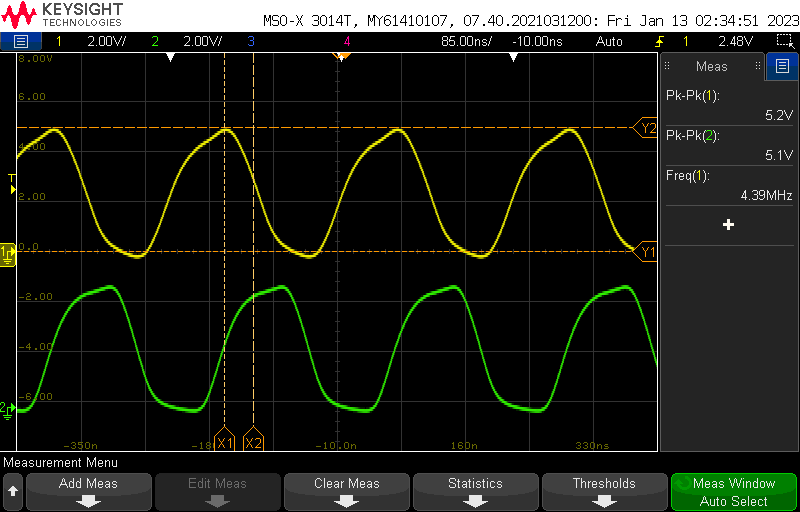 KEYSIGHT
TECHNOLOGIES
MSO-X 3014T, MY61410107, 07.40.2021031200: Fri Jan 13 02:34:51 2023
1 2.00V/ 2 2.00V/ 3 4 85.00ns/ -10.00ns Auto 1 2.48V
8.00V
6.00
4.00
2.00
0.0
-2.00
-4.00
-6.00
T
1
2
Y2
Y1
X1 X2
-350n -10.0n 160n 330ns
Meas
Pk-Pk(1):
5.2V
Pk-Pk(2):
5.1V
Freq(1):
4.39MHz
+
Measurement Menu
Add Meas Edit Meas Clear Meas Statistics Thresholds Meas Window
Auto Select